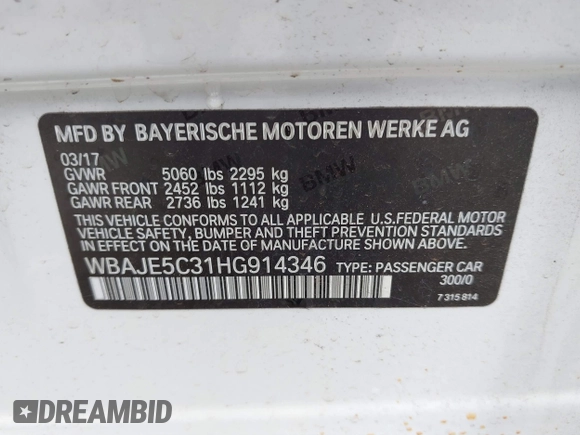 MFD BY BAYERISCHE MOTOREN WERKE AG
03/17
GVWR 5060 lbs 2295 kg
GAWR FRONT 2452 lbs 1112 kg
GAWR REAR 2736 lbs 1241 kg
THIS VEHICLE CONFORMS TO ALL APPLICABLE U.S.FEDERAL MOTOR
VEHICLE SAFETY, BUMPER AND THEFT PREVENTION STANDARDS
IN EFFECT ON THE DATE OF MANUFACTURE SHOWN ABOVE.
WBAJE5C31HG914346 TYPE: PASSENGER CAR
300/0
7 315 814
BMW
DREAMBID